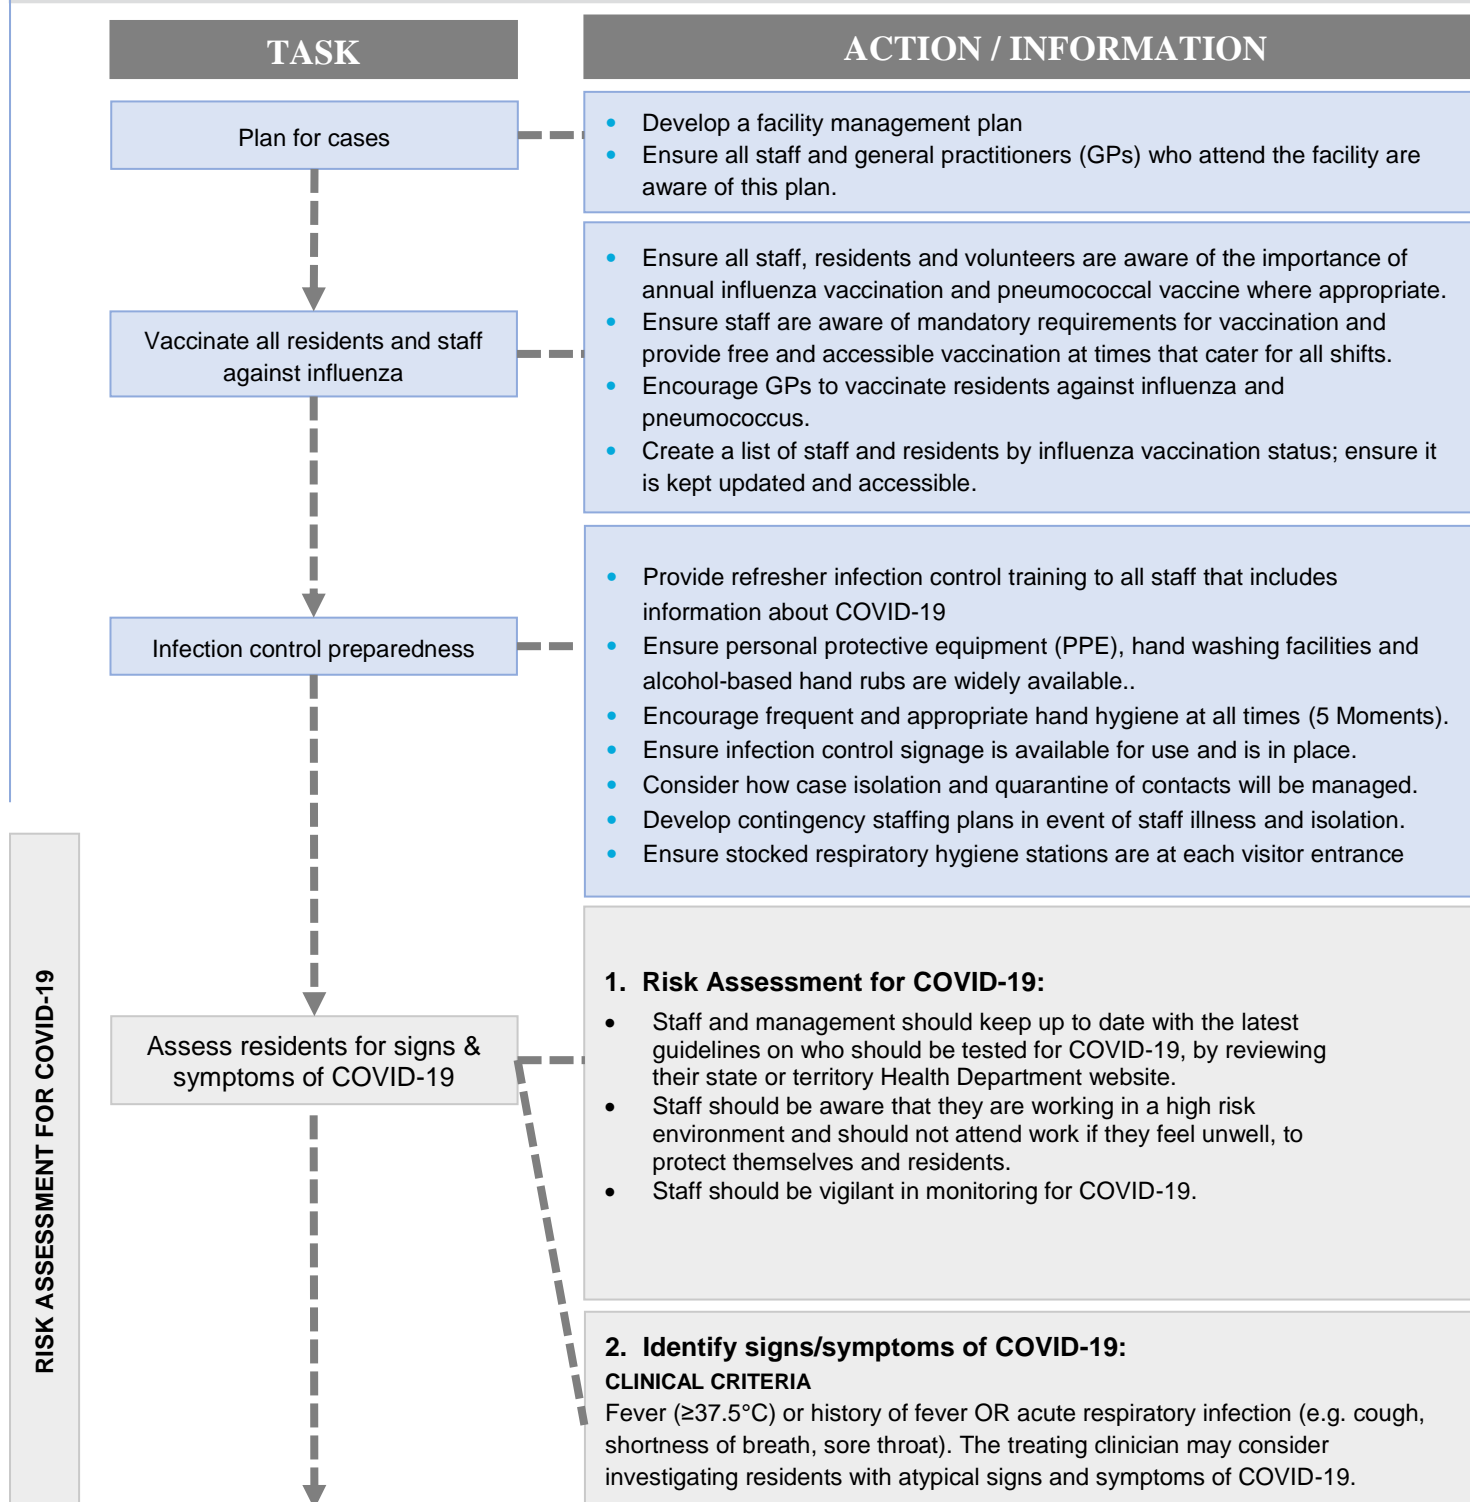 TASK
ACTION / INFORMATION
Plan for cases
• Develop a facility management plan
• Ensure all staff and general practitioners (GPs) who attend the facility are
aware of this plan.
Vaccinate all residents and staff
against influenza
• Ensure all staff, residents and volunteers are aware of the importance of
annual influenza vaccination and pneumococcal vaccine where appropriate.
• Ensure staff are aware of mandatory requirements for vaccination and
provide free and accessible vaccination at times that cater for all shifts.
• Encourage GPs to vaccinate residents against influenza and
pneumococcus.
• Create a list of staff and residents by influenza vaccination status; ensure it
is kept updated and accessible.
Infection control preparedness
• Provide refresher infection control training to all staff that includes
information about COVID-19
• Ensure personal protective equipment (PPE), hand washing facilities and
alcohol-based hand rubs are widely available..
• Encourage frequent and appropriate hand hygiene at all times (5 Moments).
• Ensure infection control signage is available for use and is in place.
• Consider how case isolation and quarantine of contacts will be managed.
• Develop contingency staffing plans in event of staff illness and isolation.
• Ensure stocked respiratory hygiene stations are at each visitor entrance
RISK ASSESSMENT FOR COVID-19
Assess residents for signs &
symptoms of COVID-19
1. Risk Assessment for COVID-19:
• Staff and management should keep up to date with the latest
guidelines on who should be tested for COVID-19, by reviewing
their state or territory Health Department website.
• Staff should be aware that they are working in a high risk
environment and should not attend work if they feel unwell, to
protect themselves and residents.
• Staff should be vigilant in monitoring for COVID-19.
2. Identify signs/symptoms of COVID-19:
CLINICAL CRITERIA
Fever (≥37.5°C) or history of fever OR acute respiratory infection (e.g. cough,
shortness of breath, sore throat). The treating clinician may consider
investigating residents with atypical signs and symptoms of COVID-19.